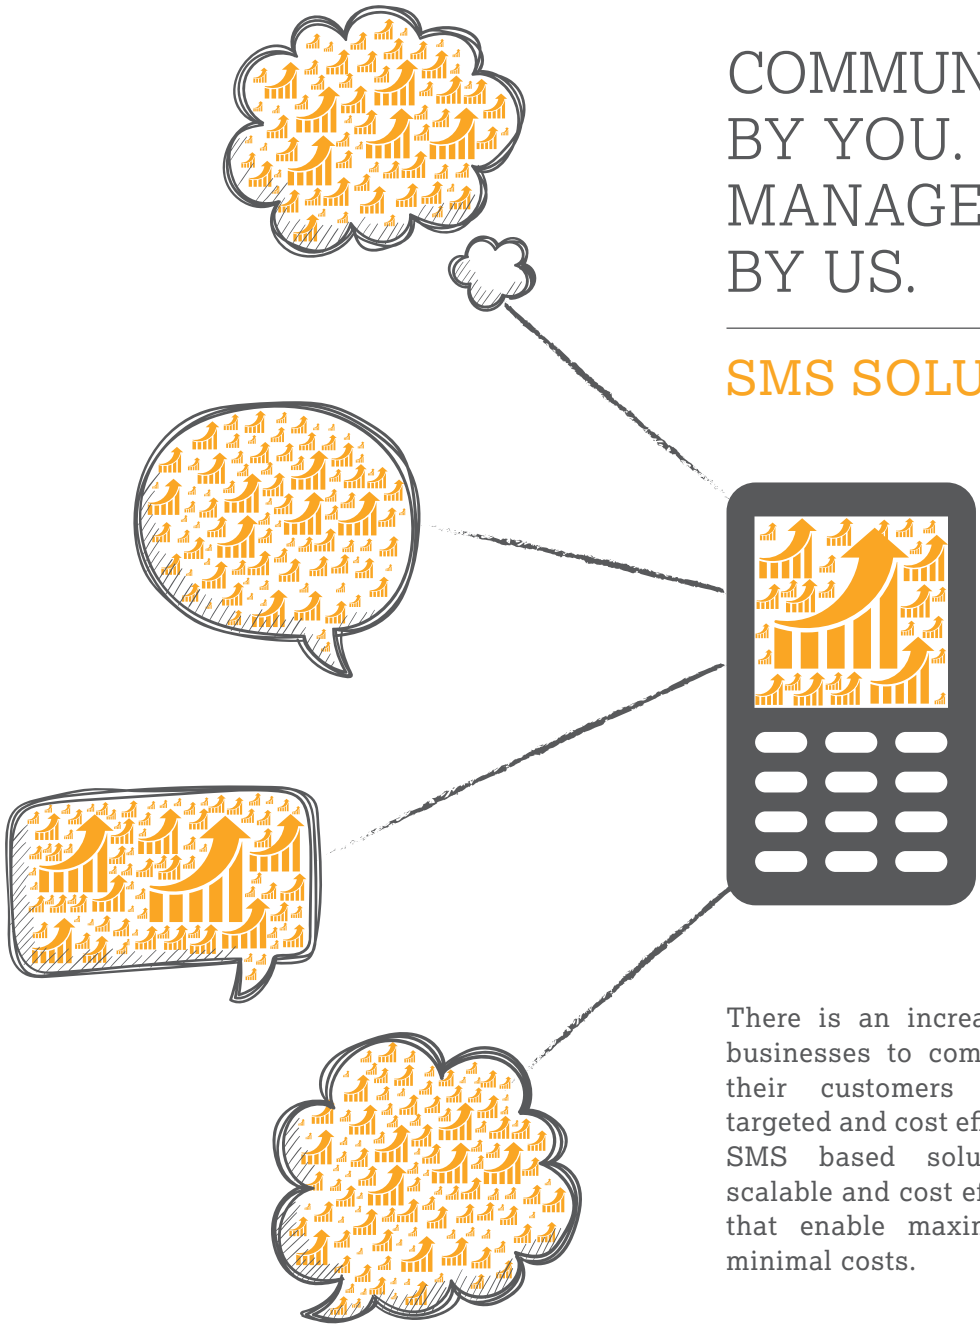 COMMUN
BY YOU.
MANAGE
BY US.
SMS SOLU
There is an increa
businesses to com
their customers
targeted and cost ef
SMS based solu
scalable and cost ef
that enable maxin
minimal costs.